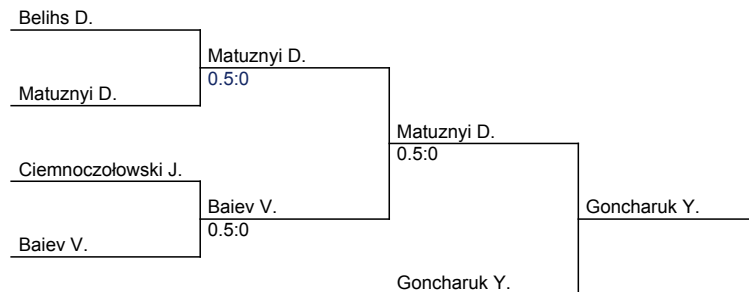 Belihs D.
Matuznyi D.
0.5:0
Matuznyi D.
Matuznyi D.
0.5:0
Ciemnoczołowski J.
Baiev V.
0.5:0
Goncharuk Y.
Baiev V.
Goncharuk Y.